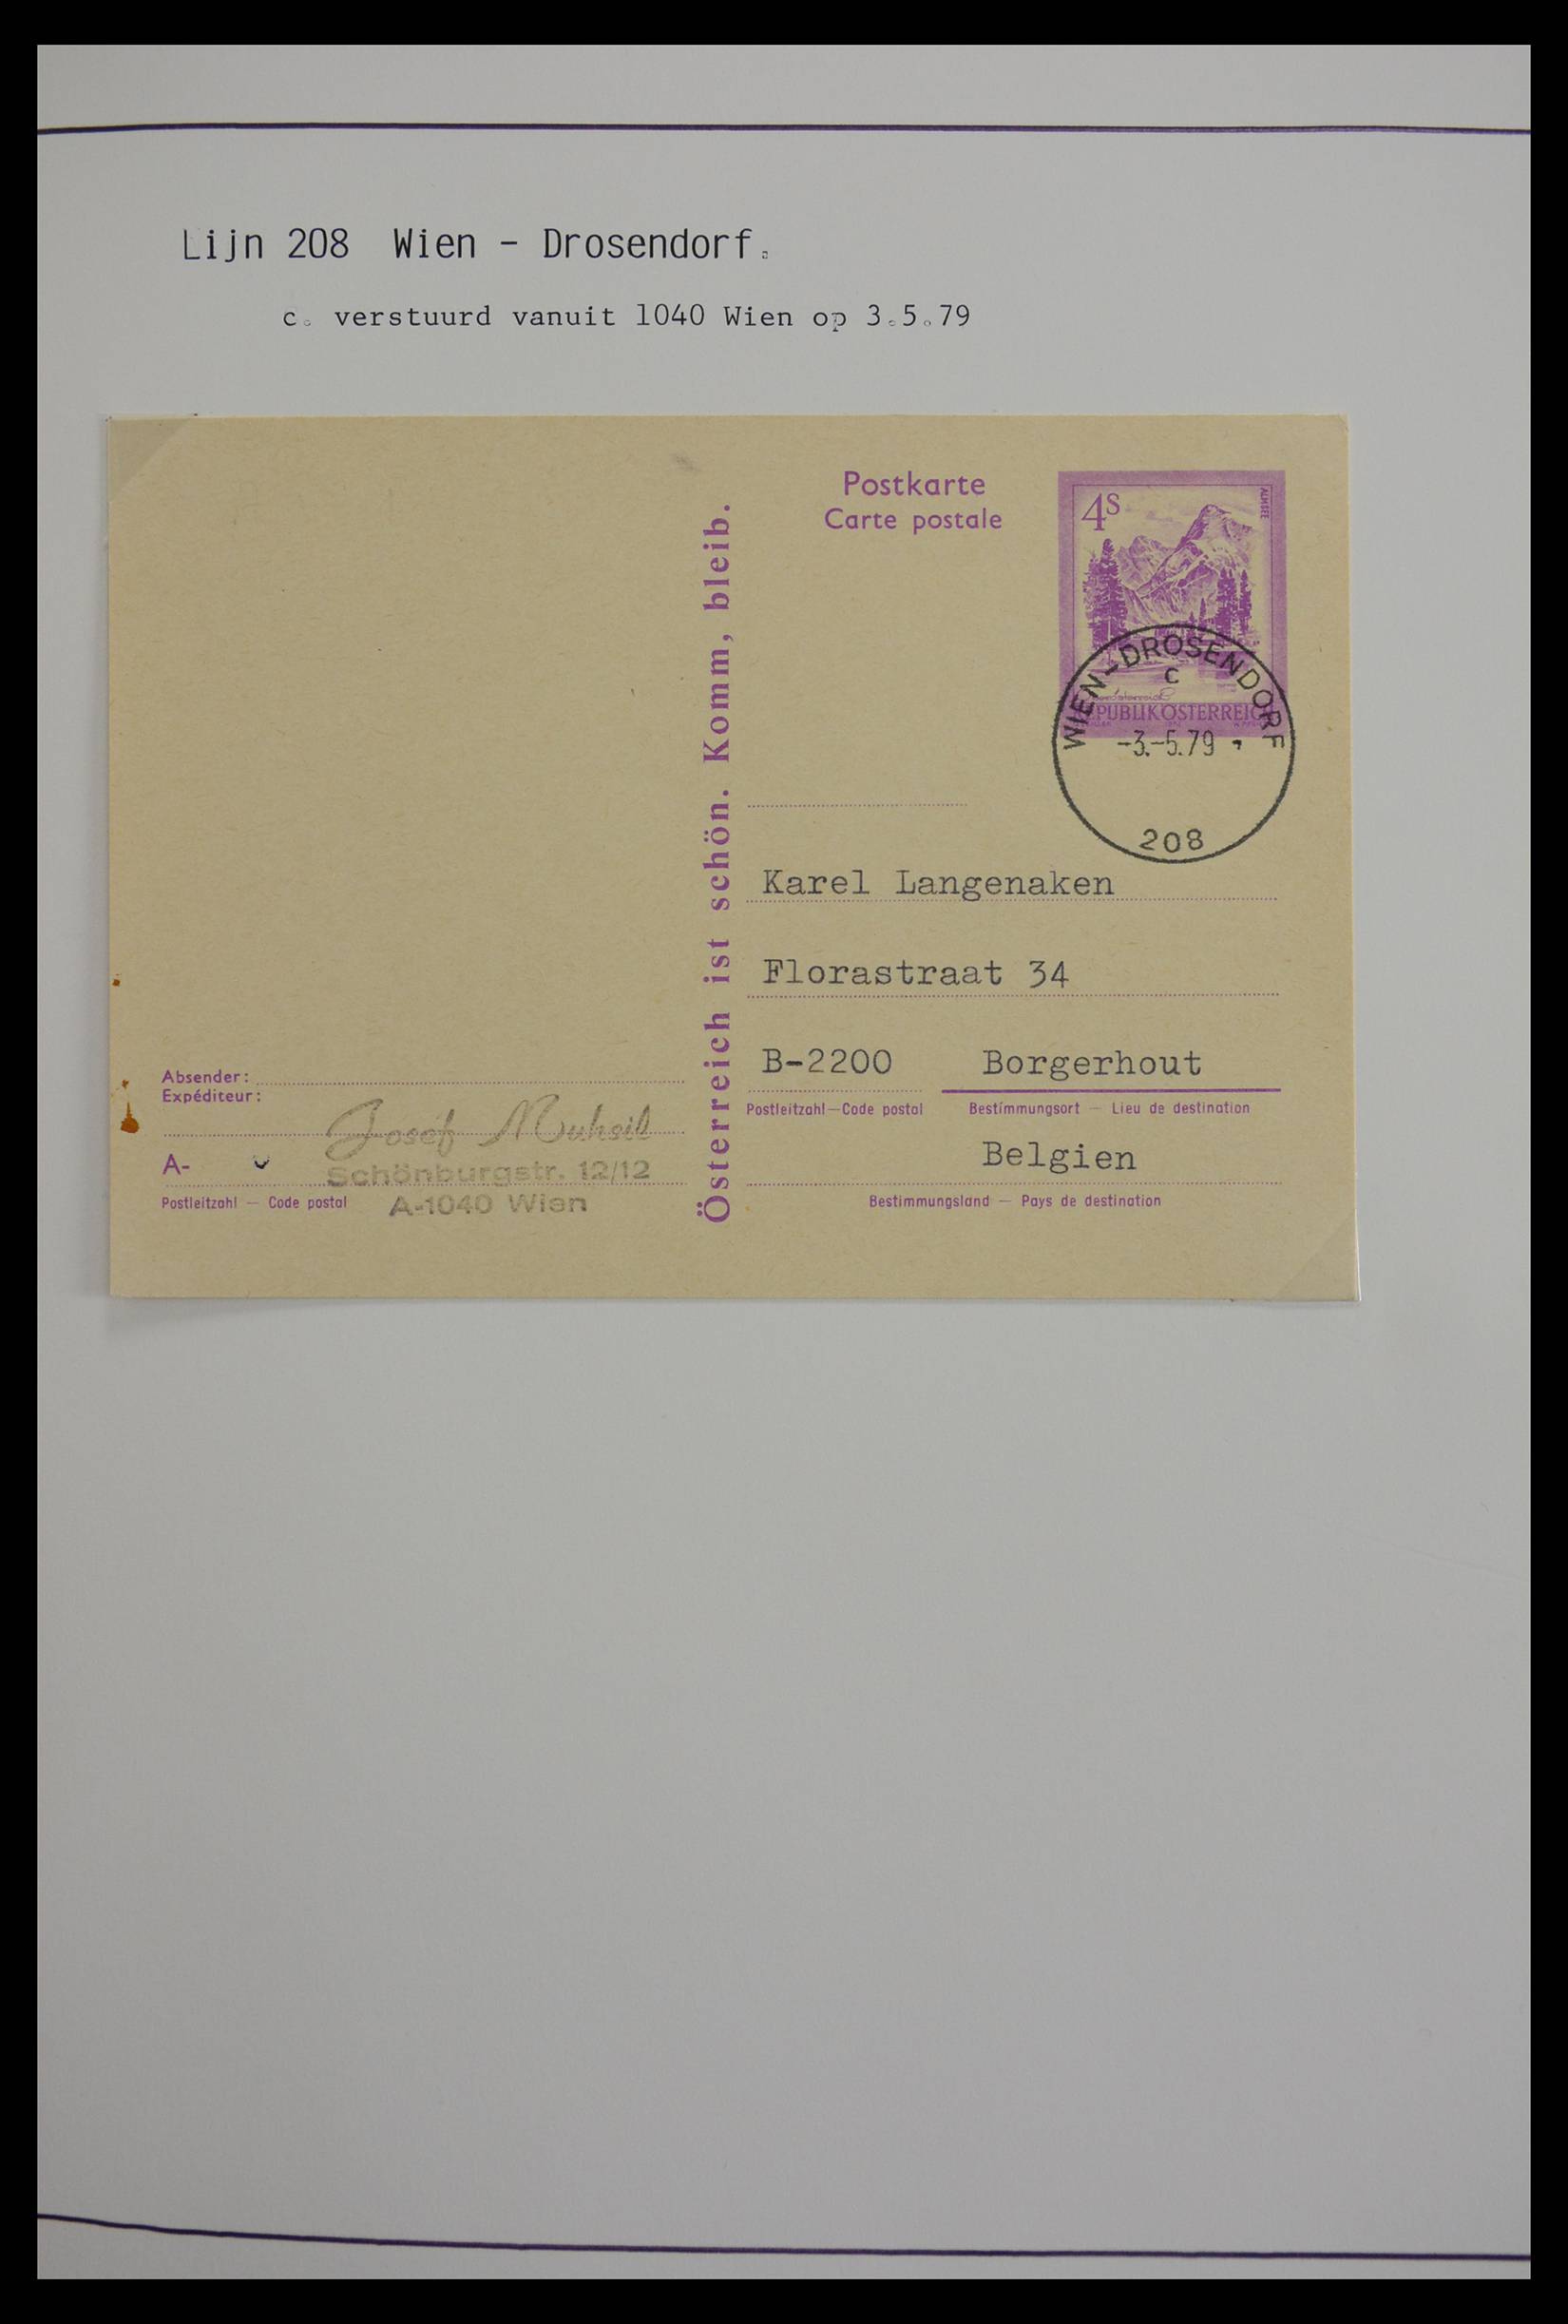 Lijn 208 Wien - Drosendorf.
c. verstuurd vanuit 1040 Wien op 3.5.79
Postkarte
Carte postale
4S
ALMSEE
PUBLIK ÖSTERREICH
WIEN-DROSENDORF
c
-3.-5.79
208
Österreich ist schön. Komm, bleib.
Karel Langenaken
Florastraat 34
B-2200 Borgerhout
Postleitzahl—Code postal Bestimmungsort — Lieu de destination
Belgien
Bestimmungsland — Pays de destination
Absender:
Expéditeur:
Josef Muhsil
A-
Schönburgstr. 12/12
Postleitzahl — Code postal
A-1040 Wien